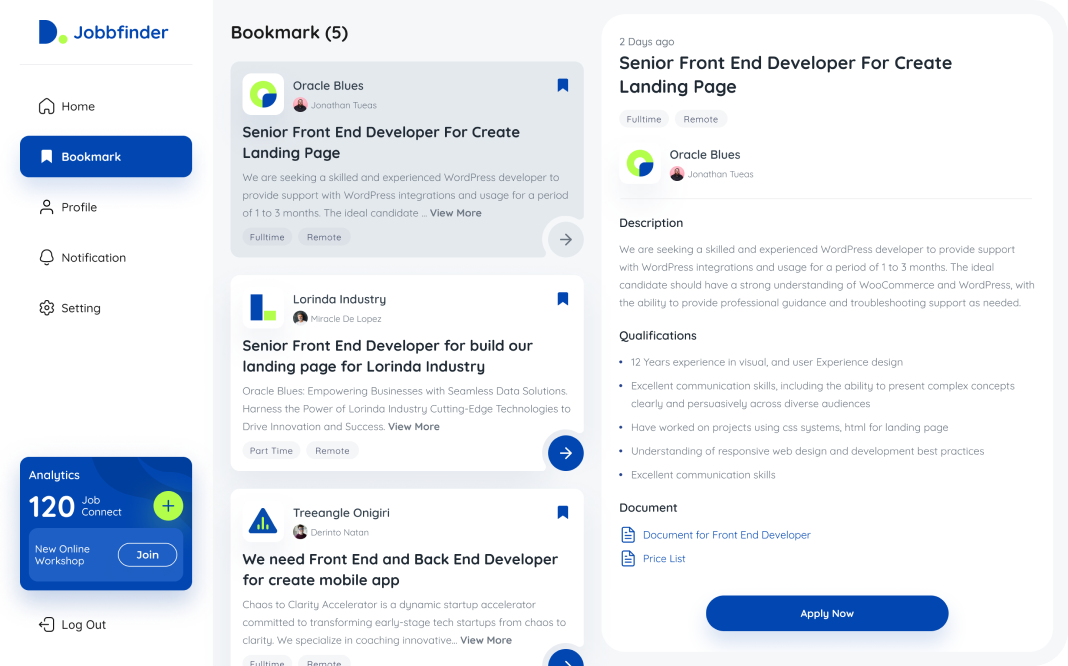 Jobbfinder
Home
Bookmark
Profile
Notification
Setting
Analytics
120
Job
Connect
New Online
Workshop
Join
Log Out
Bookmark (5)
Oracle Blues
Jonathan Tueas
Senior Front End Developer For Create
Landing Page
We are seeking a skilled and experienced WordPress developer to
provide support with WordPress integrations and usage for a period
of 1 to 3 months. The ideal candidate ... View More
Fulltime
Remote
Lorinda Industry
Miracle De Lopez
Senior Front End Developer for build our
landing page for Lorinda Industry
Oracle Blues: Empowering Businesses with Seamless Data Solutions.
Harness the Power of Lorinda Industry Cutting-Edge Technologies to
Drive Innovation and Success. View More
Part Time
Remote
Treeangle Onigiri
Derinto Natan
We need Front End and Back End Developer
for create mobile app
Chaos to Clarity Accelerator is a dynamic startup accelerator
committed to transforming early-stage tech startups from chaos to
clarity. We specialize in coaching innovative... View More
Fulltime
Remote
2 Days ago
Senior Front End Developer For Create
Landing Page
Fulltime
Remote
Oracle Blues
Jonathan Tueas
Description
We are seeking a skilled and experienced WordPress developer to provide support
with WordPress integrations and usage for a period of 1 to 3 months. The ideal
candidate should have a strong understanding of WooCommerce and WordPress, with
the ability to provide professional guidance and troubleshooting support as needed.
Qualifications
• 12 Years experience in visual, and user Experience design
• Excellent communication skills, including the ability to present complex concepts
clearly and persuasively across diverse audiences
• Have worked on projects using css systems, html for landing page
• Understanding of responsive web design and development best practices
• Excellent communication skills
Document
Document for Front End Developer
Price List
Apply Now